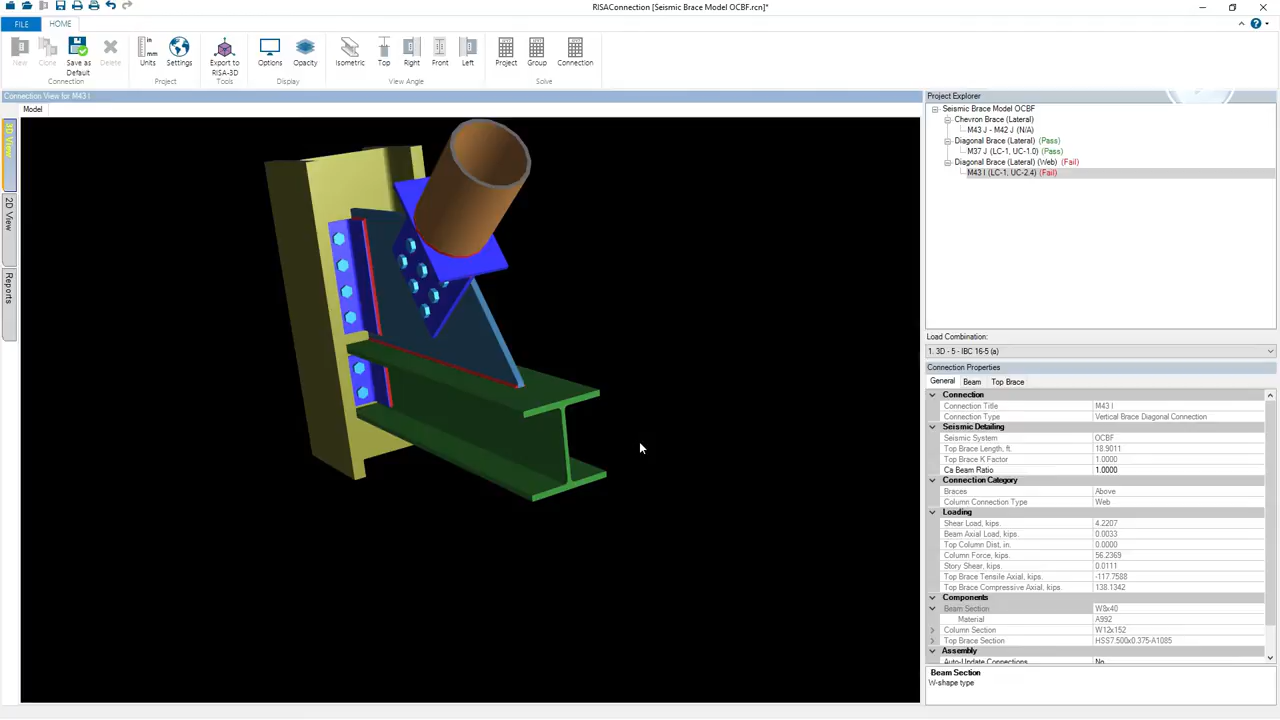 RISAConnection [Seismic Brace Model OCBF.rcn]*
FILE
HOME
New
Clone
Save as Default
Delete
Connection
Units
Settings
Project
Export to RISA-3D
Tools
Options
Opacity
Display
Isometric
Top
Right
Front
Left
View Angle
Project
Group
Connection
Solve
Connection View for M43 I
Model
3D View
2D View
Reports
Project Explorer
Seismic Brace Model OCBF
Chevron Brace (Lateral)
M43 J - M42 J (N/A)
Diagonal Brace (Lateral) (Pass)
M37 J (LC-1, UC-1.0) (Pass)
Diagonal Brace (Lateral) (Web) (Fail)
M43 I (LC-1, UC-2.4) (Fail)
Load Combination:
1. 3D - 5 - IBC 16-5 (a)
Connection Properties
General
Beam
Top Brace
Connection
Connection Title M43 I
Connection Type Vertical Brace Diagonal Connection
Seismic Detailing
Seismic System OCBF
Top Brace Length, ft. 18.9011
Top Brace K Factor 1.0000
Ca Beam Ratio 1.0000
Connection Category
Braces Above
Column Connection Type Web
Loading
Shear Load, kips. 4.2207
Beam Axial Load, kips. 0.0033
Top Column Dist, in. 0.0000
Column Force, kips. 56.2369
Story Shear, kips. 0.0111
Top Brace Tensile Axial, kips. -117.7588
Top Brace Compressive Axial, kips. 138.1342
Components
Beam Section W8x40
Material A992
Column Section W12x152
Top Brace Section HSS7.500x0.375-A1085
Assembly
Auto-Update Connections No
Beam Section
W-shape type